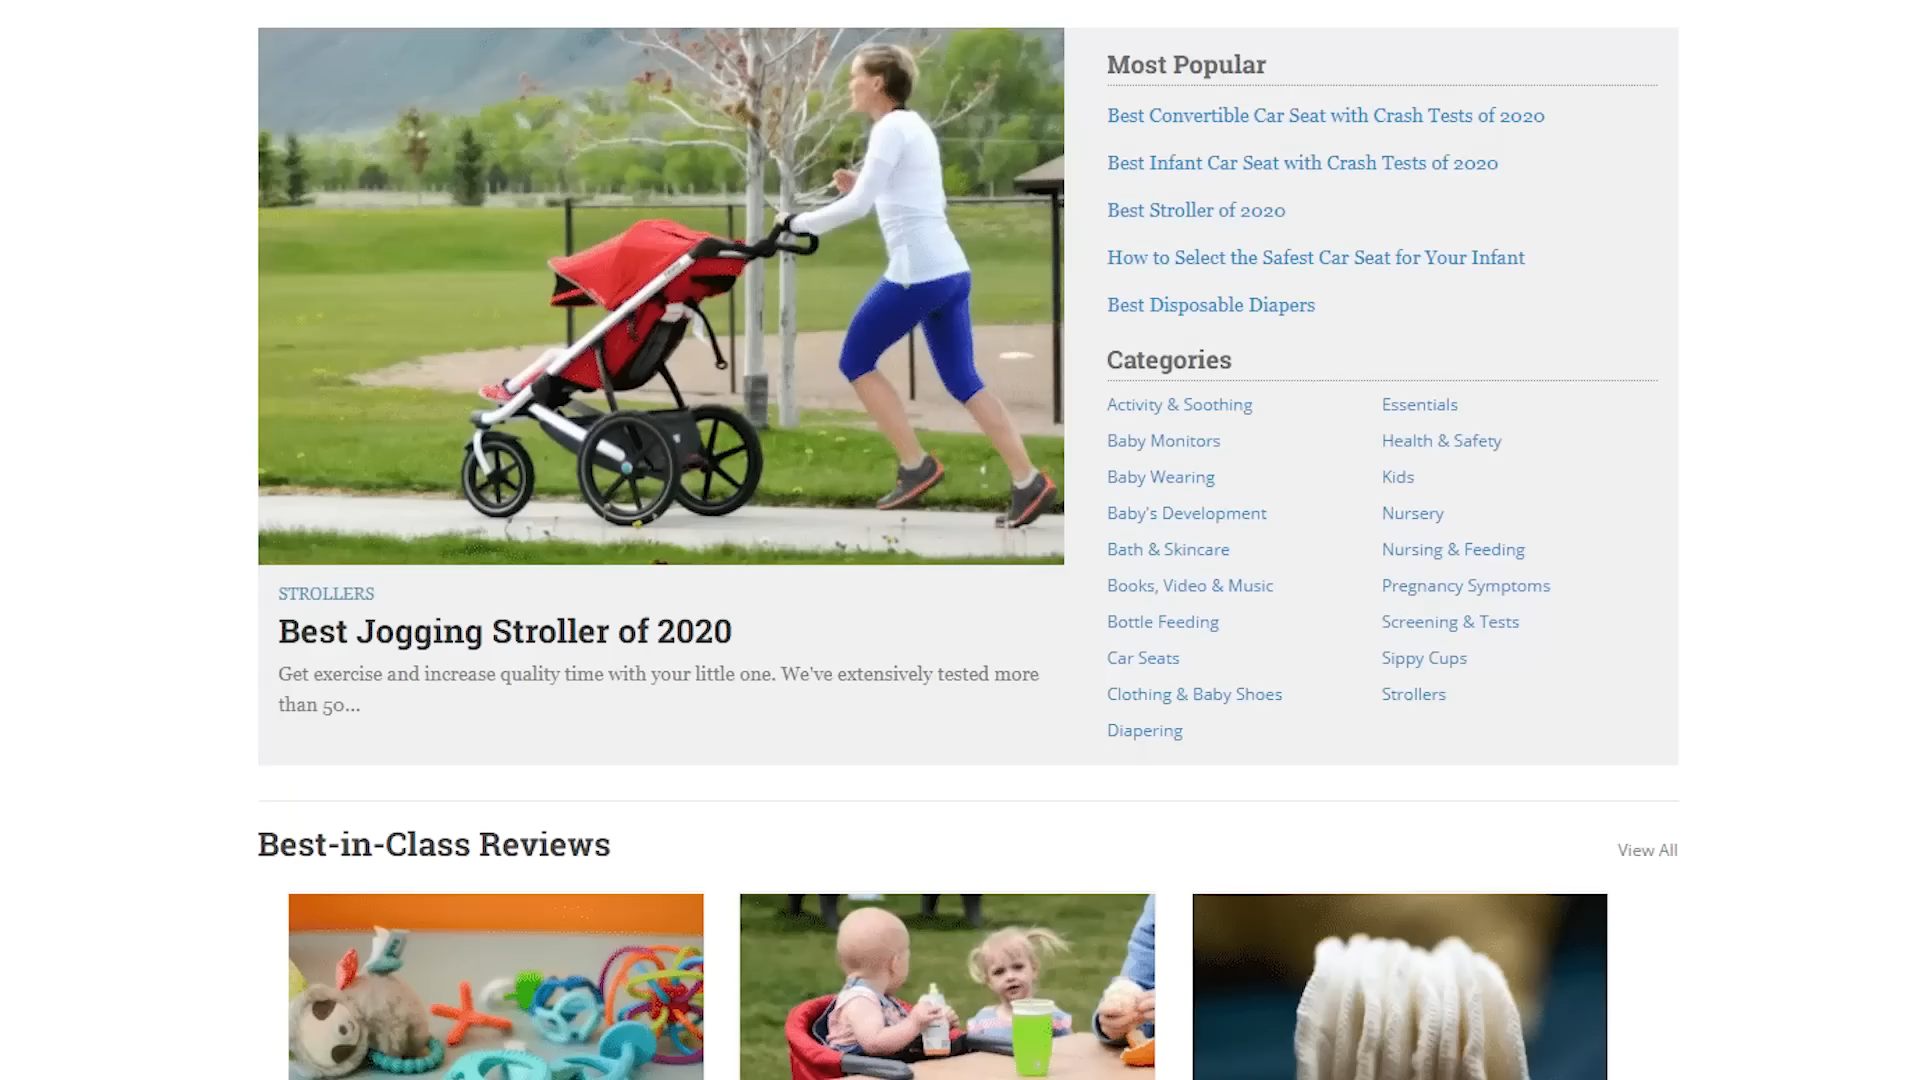 STROLLERS
Best Jogging Stroller of 2020
Get exercise and increase quality time with your little one. We've extensively tested more
than 50...
Most Popular
Best Convertible Car Seat with Crash Tests of 2020
Best Infant Car Seat with Crash Tests of 2020
Best Stroller of 2020
How to Select the Safest Car Seat for Your Infant
Best Disposable Diapers
Categories
Activity & Soothing
Baby Monitors
Baby Wearing
Baby's Development
Bath & Skincare
Books, Video & Music
Bottle Feeding
Car Seats
Clothing & Baby Shoes
Diapering
Essentials
Health & Safety
Kids
Nursery
Nursing & Feeding
Pregnancy Symptoms
Screening & Tests
Sippy Cups
Strollers
Best-in-Class Reviews
View All